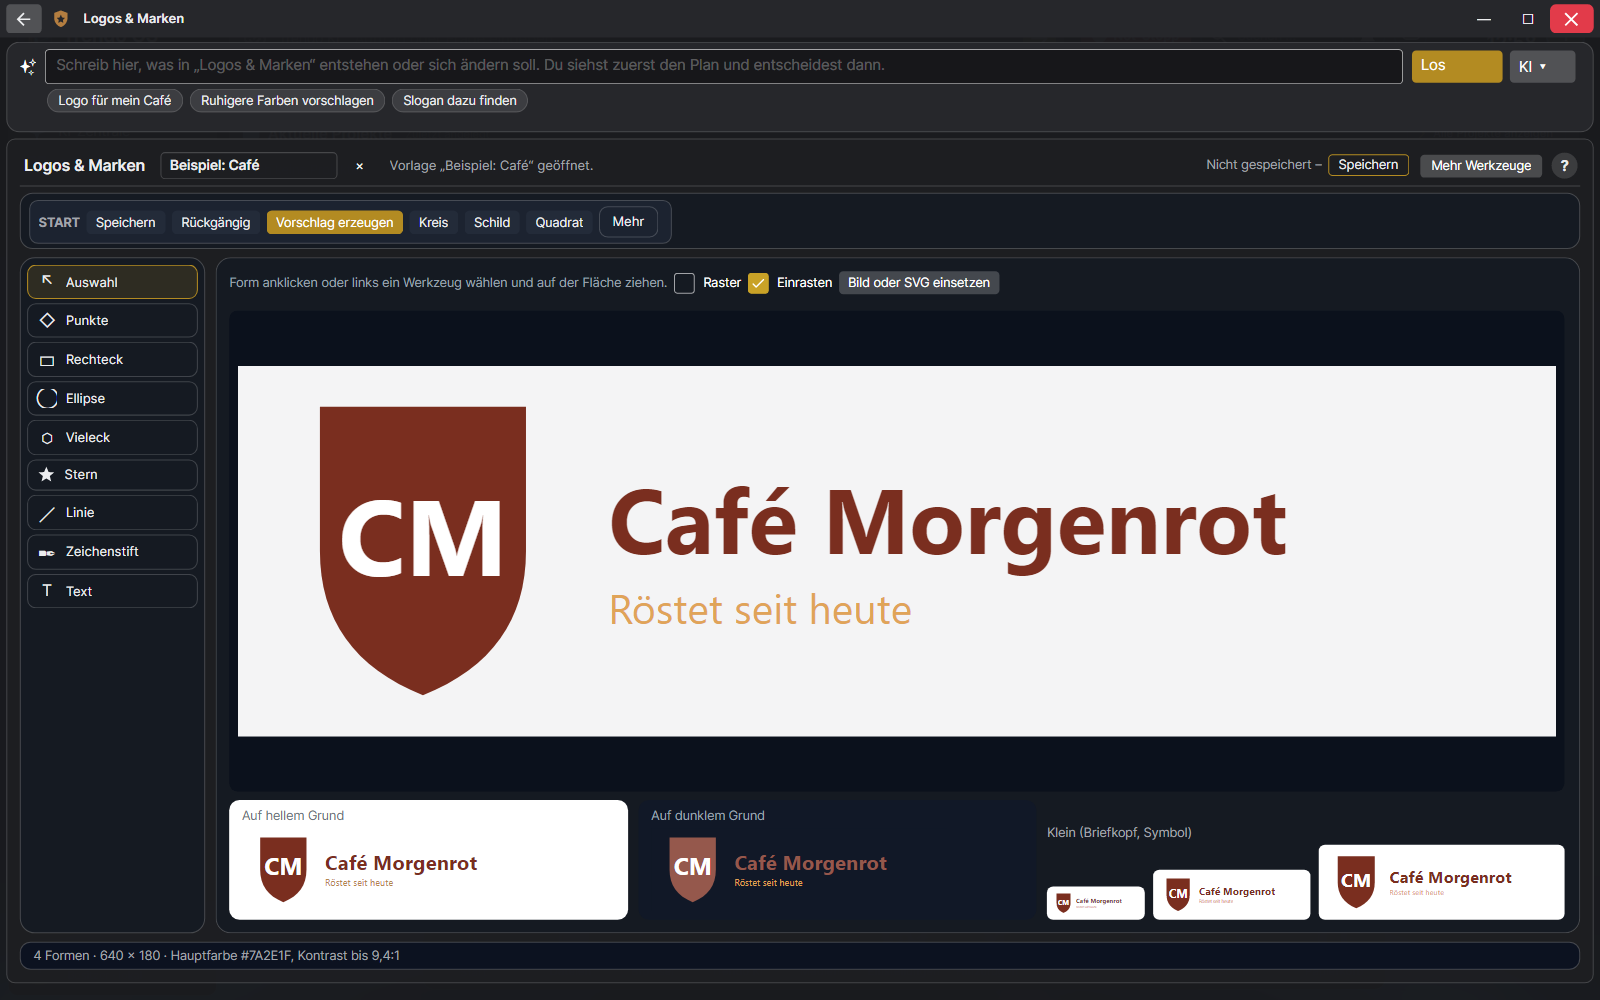 Logos & Marken
Schreib hier, was in „Logos & Marken“ entstehen oder sich ändern soll. Du siehst zuerst den Plan und entscheidest dann.
Los
KI
Logo für mein Café
Ruhigere Farben vorschlagen
Slogan dazu finden
Logos & Marken
Beispiel: Café
×
Vorlage „Beispiel: Café“ geöffnet.
Nicht gespeichert –
Speichern
Mehr Werkzeuge
?
START
Speichern
Rückgängig
Vorschlag erzeugen
Kreis
Schild
Quadrat
Mehr
Auswahl
Punkte
Rechteck
Ellipse
Vieleck
Stern
Linie
Zeichenstift
T Text
Form anklicken oder links ein Werkzeug wählen und auf der Fläche ziehen.
Raster
Einrasten
Bild oder SVG einsetzen
CM
Café Morgenrot
Röstet seit heute
Auf hellem Grund
CM
Café Morgenrot
Röstet seit heute
Auf dunklem Grund
CM
Café Morgenrot
Röstet seit heute
Klein (Briefkopf, Symbol)
CM
Café Morgenrot
CM
Café Morgenrot
Röstet seit heute
CM
Café Morgenrot
Röstet seit heute
4 Formen · 640 × 180 · Hauptfarbe #7A2E1F, Kontrast bis 9,4:1